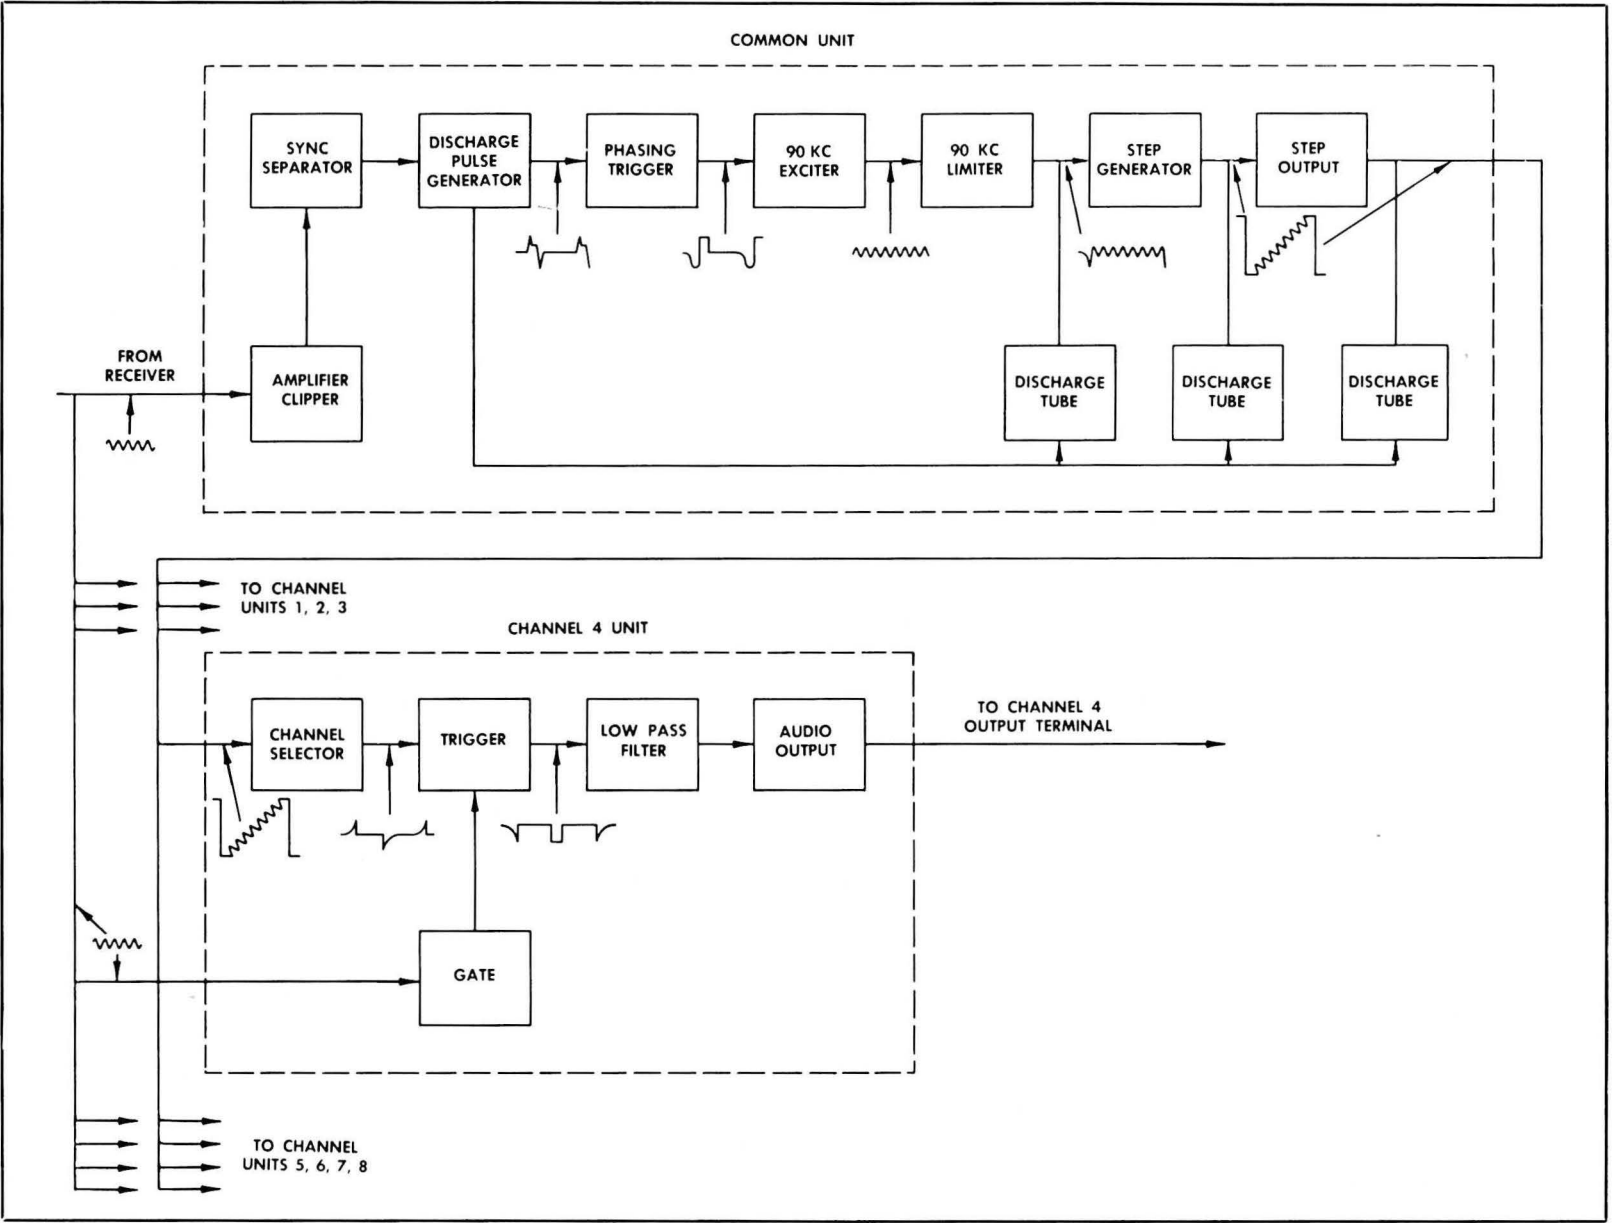 COMMON UNIT
SYNC
SEPARATOR
DISCHARGE
PULSE
GENERATOR
PHASING
TRIGGER
90 KC
EXCITER
90 KC
LIMITER
STEP
GENERATOR
STEP
OUTPUT
FROM
RECEIVER
AMPLIFIER
CLIPPER
DISCHARGE
TUBE
DISCHARGE
TUBE
DISCHARGE
TUBE
TO CHANNEL
UNITS 1, 2, 3
CHANNEL 4 UNIT
CHANNEL
SELECTOR
TRIGGER
LOW PASS
FILTER
AUDIO
OUTPUT
TO CHANNEL 4
OUTPUT TERMINAL
GATE
TO CHANNEL
UNITS 5, 6, 7, 8